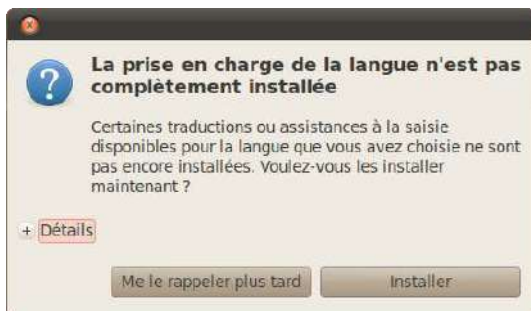 La prise en charge de la langue n'est pas
complètement installée
Certaines traductions ou assistances à la saisie
disponibles pour la langue que vous avez choisie ne sont
pas encore installées. Voulez-vous les installer
maintenant ?
+ Détails
Me le rappeler plus tard Installer